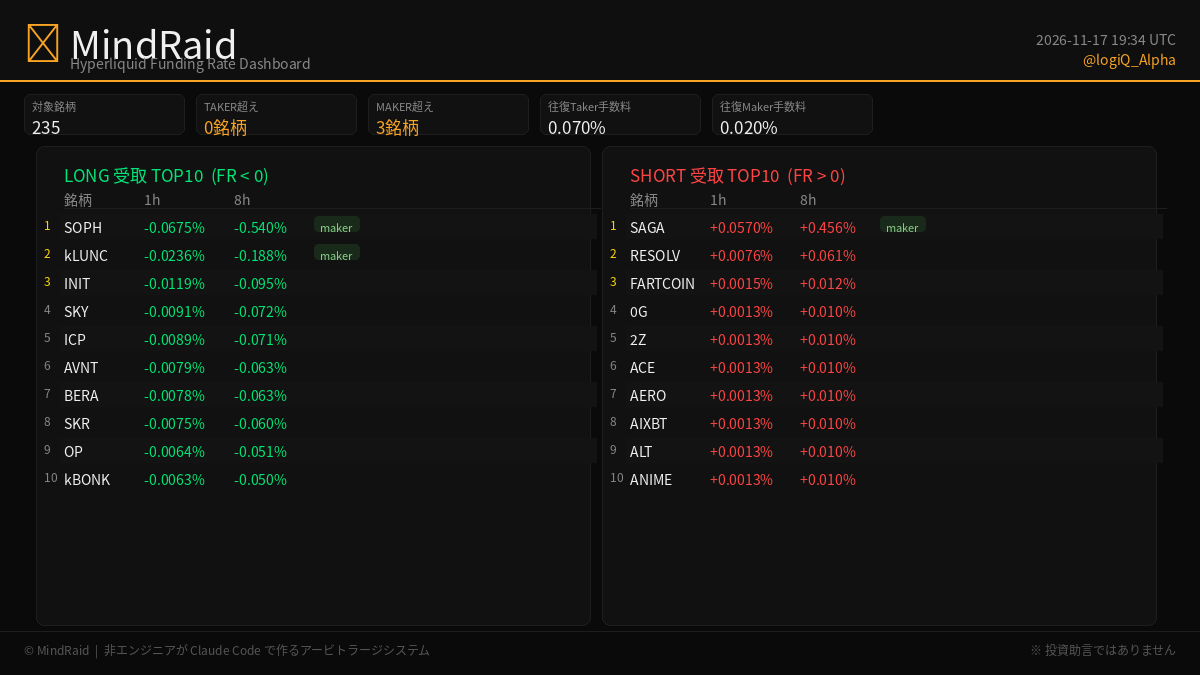 MindRaid
Hyperliquid Funding Rate Dashboard
2026-11-17 19:34 UTC
@logiQ_Alpha
対象銘柄
235
TAKER超え
0銘柄
MAKER超え
3銘柄
往復Taker手数料
0.070%
往復Maker手数料
0.020%
LONG 受取 TOP10 (FR < 0)
銘柄 1h 8h
1 SOPH -0.0675% -0.540% maker
2 kLUNC -0.0236% -0.188% maker
3 INIT -0.0119% -0.095%
4 SKY -0.0091% -0.072%
5 ICP -0.0089% -0.071%
6 AVNT -0.0079% -0.063%
7 BERA -0.0078% -0.063%
8 SKR -0.0075% -0.060%
9 OP -0.0064% -0.051%
10 kBONK -0.0063% -0.050%
SHORT 受取 TOP10 (FR > 0)
銘柄 1h 8h
1 SAGA +0.0570% +0.456% maker
2 RESOLV +0.0076% +0.061%
3 FARTCOIN +0.0015% +0.012%
4 0G +0.0013% +0.010%
5 2Z +0.0013% +0.010%
6 ACE +0.0013% +0.010%
7 AERO +0.0013% +0.010%
8 AIXBT +0.0013% +0.010%
9 ALT +0.0013% +0.010%
10 ANIME +0.0013% +0.010%
© MindRaid | 非エンジニアが Claude Code で作るアービトラージシステム
※ 投資助言ではありません